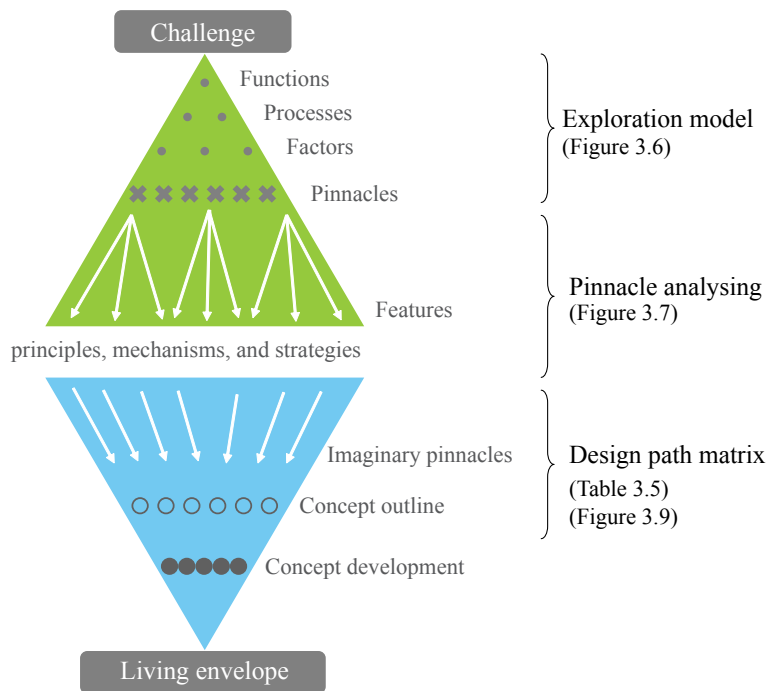 Challenge
Functions
Processes
Factors
Pinnacles
Exploration model
(Figure 3.6)
Features
Pinnacle analysing
(Figure 3.7)
principles, mechanisms, and strategies
Imaginary pinnacles
Concept outline
Concept development
Design path matrix
(Table 3.5)
(Figure 3.9)
Living envelope